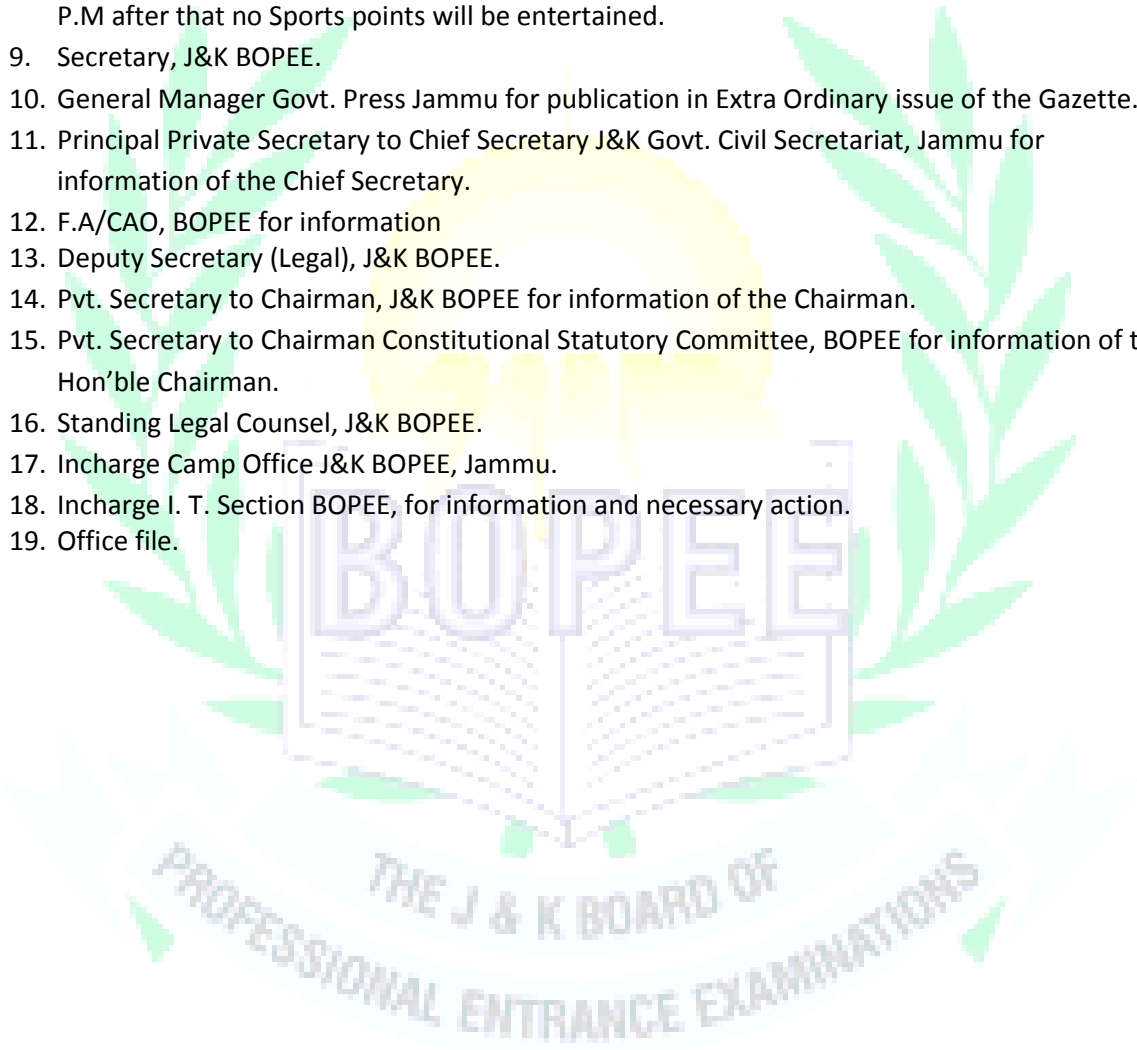 P.M after that no Sports points will be entertained.
9. Secretary, J&K BOPEE.
10. General Manager Govt. Press Jammu for publication in Extra Ordinary issue of the Gazette.
11. Principal Private Secretary to Chief Secretary J&K Govt. Civil Secretariat, Jammu for
information of the Chief Secretary.
12. F.A/CAO, BOPEE for information
13. Deputy Secretary (Legal), J&K BOPEE.
14. Pvt. Secretary to Chairman, J&K BOPEE for information of the Chairman.
15. Pvt. Secretary to Chairman Constitutional Statutory Committee, BOPEE for information of t
Hon’ble Chairman.
16. Standing Legal Counsel, J&K BOPEE.
17. Incharge Camp Office J&K BOPEE, Jammu.
18. Incharge I. T. Section BOPEE, for information and necessary action.
19. Office file.
BOPEE
THE J & K BOARD OF
PROFESSIONAL ENTRANCE EXAMINATIONS